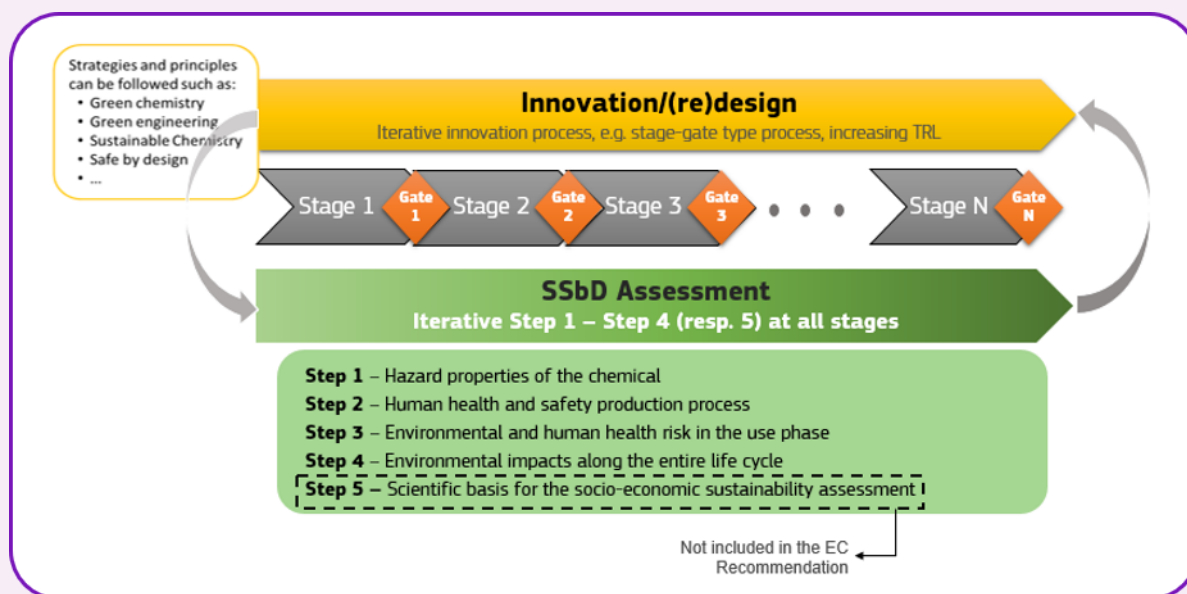 Strategies and principles
can be followed such as:
• Green chemistry
• Green engineering
• Sustainable Chemistry
• Safe by design
• ...
Innovation/(re)design
Iterative innovation process, e.g. stage-gate type process, increasing TRL
Stage 1
Gate
1
Stage 2
Gate
2
Stage 3
Gate
3
• • •
Stage N
Gate
N
SSbD Assessment
Iterative Step 1 – Step 4 (resp. 5) at all stages
Step 1 – Hazard properties of the chemical
Step 2 – Human health and safety production process
Step 3 – Environmental and human health risk in the use phase
Step 4 – Environmental impacts along the entire life cycle
Step 5 – Scientific basis for the socio-economic sustainability assessment
Not included in the EC
Recommendation